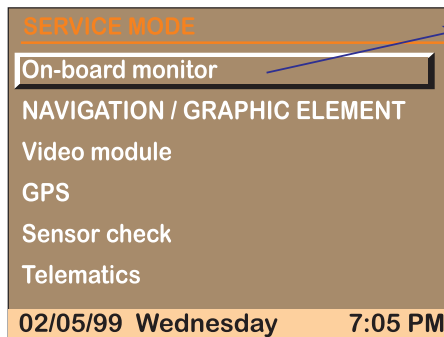 SERVICE MODE
On-board monitor
NAVIGATION / GRAPHIC ELEMENT
Video module
GPS
Sensor check
Telematics
02/05/99 Wednesday 7:05 PM